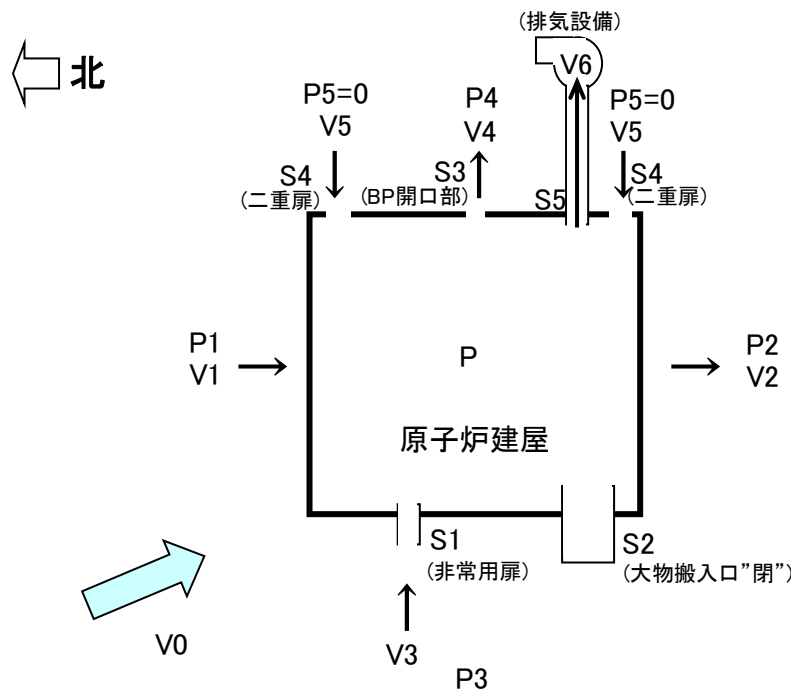 (排気設備)
北
V6
P5=0
V5
P4
V4
P5=0
V5
S4
(二重扉)
S3
(BP開口部)
S5
S4
(二重扉)
P1
V1
P
P2
V2
原子炉建屋
S1
(非常用扉)
S2
(大物搬入口”閉”)
V0
V3
P3